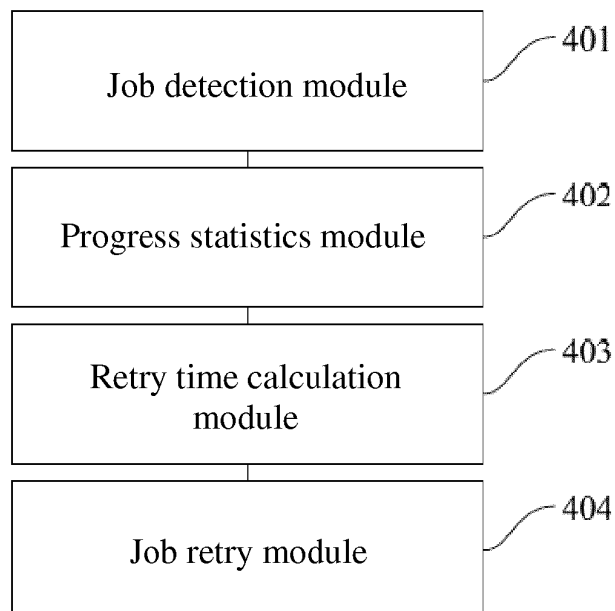 401
Job detection module
402
Progress statistics module
403
Retry time calculation
module
404
Job retry module